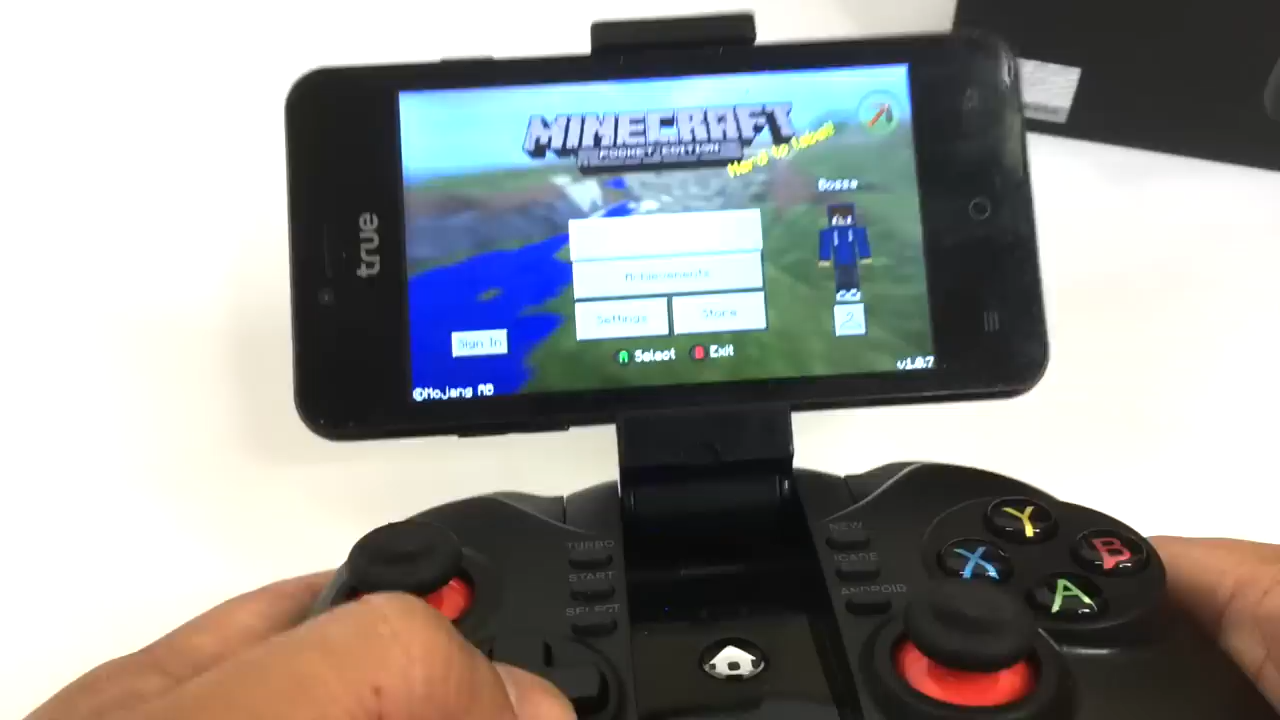 true
MINECRAFT
POCKET EDITION
Hard to label!
Bosse
Achievements
Settings
Store
Sign In
A Select
B Exit
v1.0.7
©Mojang AB
TURBO
START
SELECT
NEW
ICADE
ANDROID
Y
X
B
A